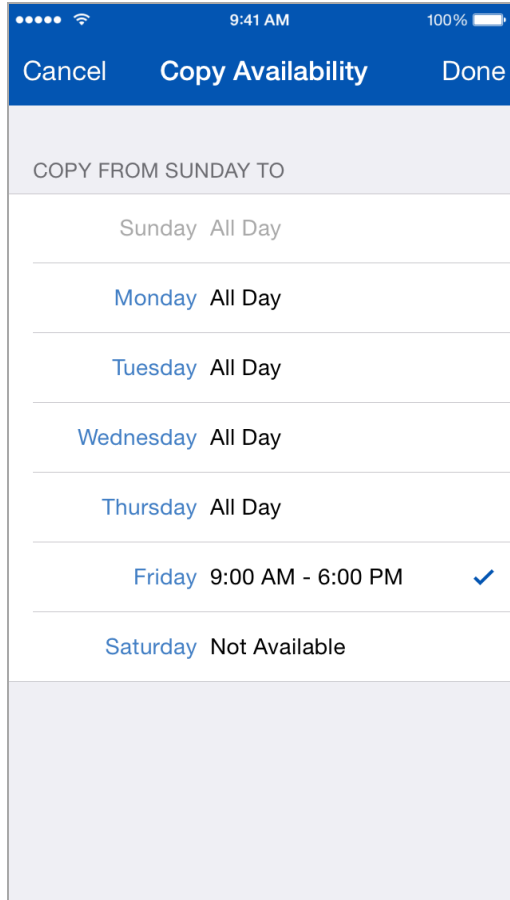 9:41 AM 100%
Cancel Copy Availability Done
COPY FROM SUNDAY TO
Sunday All Day
Monday All Day
Tuesday All Day
Wednesday All Day
Thursday All Day
Friday 9:00 AM - 6:00 PM
Saturday Not Available